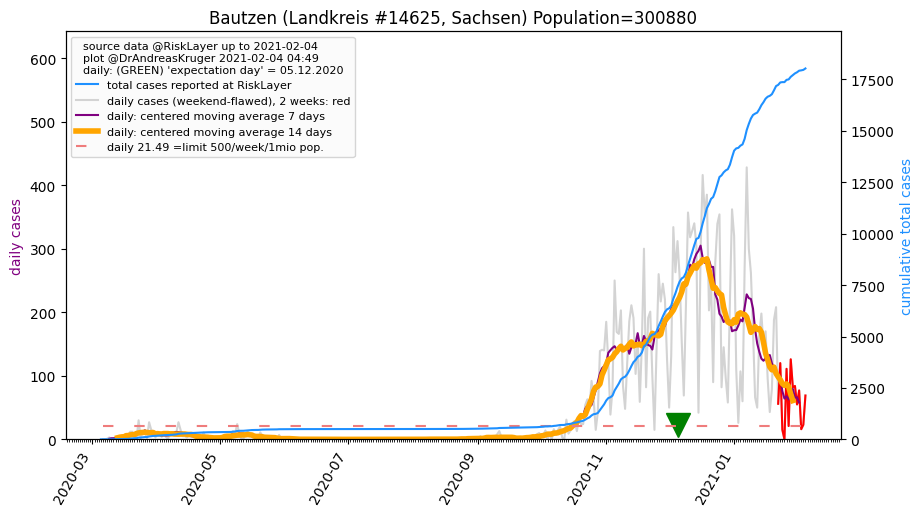 Bautzen (Landkreis #14625, Sachsen) Population=300880
source data @RiskLayer up to 2021-02-04
plot @DrAndreasKruger 2021-02-04 04:49
daily: (GREEN) 'expectation day' = 05.12.2020
total cases reported at RiskLayer
daily cases (weekend-flawed), 2 weeks: red
daily: centered moving average 7 days
daily: centered moving average 14 days
daily 21.49 =limit 500/week/1mio pop.
daily cases
600
500
400
300
200
100
0
cumulative total cases
17500
15000
12500
10000
7500
5000
2500
0
2020-03
2020-05
2020-07
2020-09
2020-11
2021-01